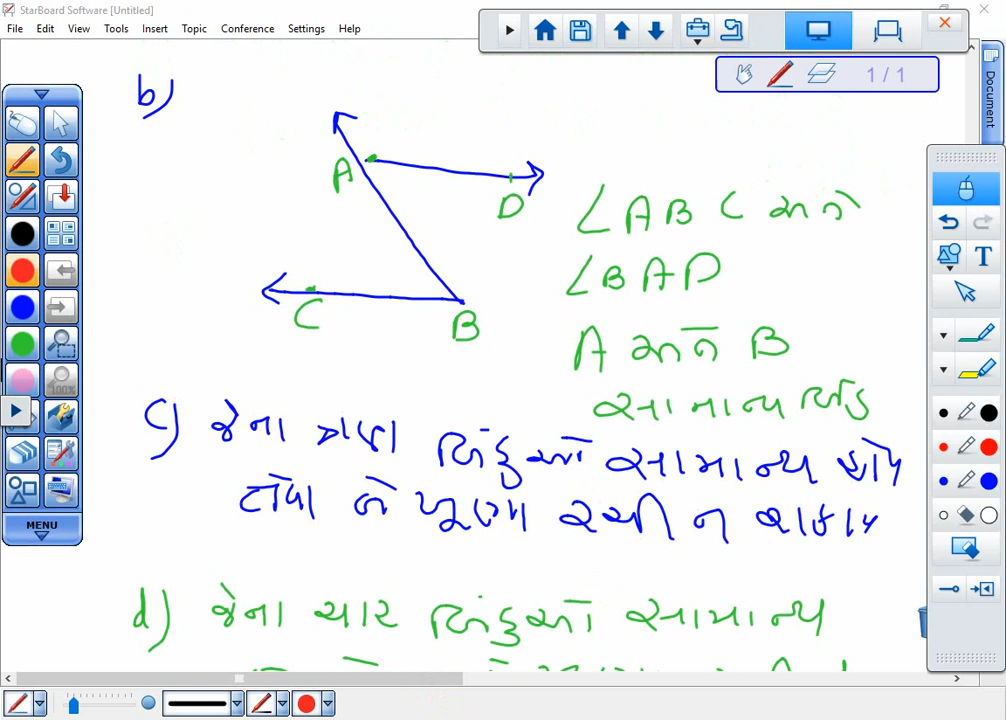 StarBoard Software [Untitled]
File Edit View Tools Insert Topic Conference Settings Help
1 / 1
Document
b)
A
D
C
B
∠ABC અને
∠BAD
A અને B
સામાન્ય બિંદુ
c) જેના ત્રણ બિંદુઓ સામાન્ય હોય
તેવા બે ખૂણા રચી ન શકાય
d) જેના ચાર બિંદુઓ સામાન્ય
MENU
T
100%